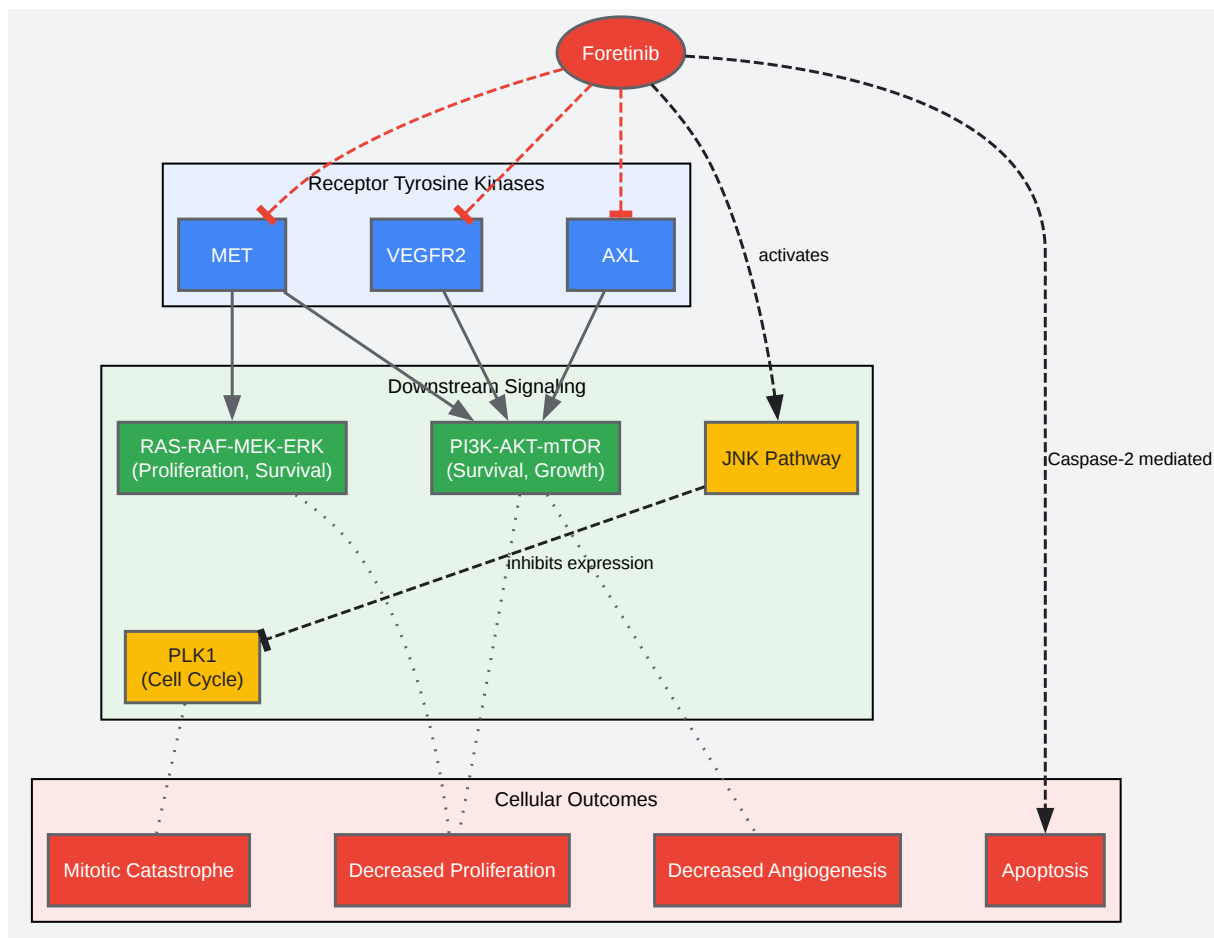 Foretinib
Receptor Tyrosine Kinases
MET
VEGFR2
AXL
activates
Downstream Signaling
RAS-RAF-MEK-ERK
(Proliferation, Survival)
PI3K-AKT-mTOR
(Survival, Growth)
JNK Pathway
Caspase-2 mediated
inhibits expression
PLK1
(Cell Cycle)
Cellular Outcomes
Mitotic Catastrophe
Decreased Proliferation
Decreased Angiogenesis
Apoptosis